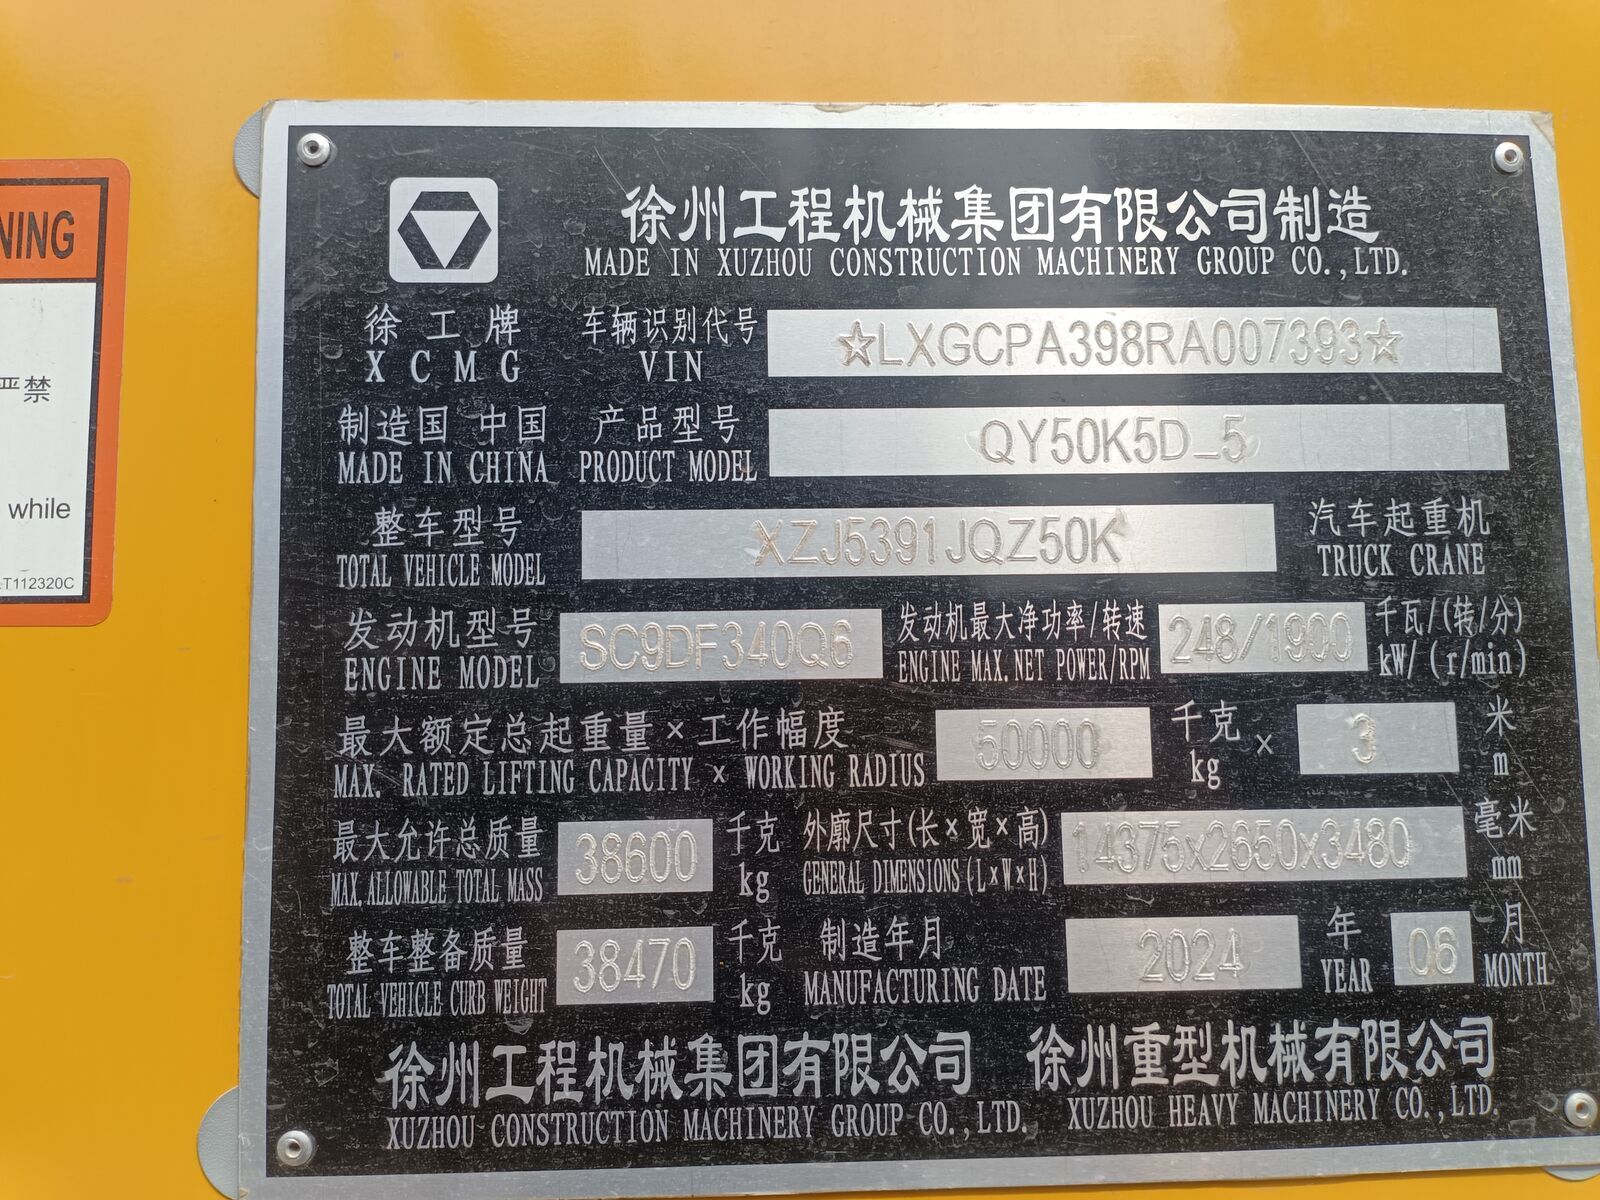 NING
严禁
while
T112320C
徐州工程机械集团有限公司制造
MADE IN XUZHOU CONSTRUCTION MACHINERY GROUP CO.,LTD.
徐工牌 车辆识别代号 ☆LXGCPA398RA007393☆
XCMG VIN
制造国 中国 产品型号 QY50K5D_5
MADE IN CHINA PRODUCT MODEL
整车型号 XZJ5391JQZ50K 汽车起重机
TOTAL VEHICLE MODEL TRUCK CRANE
发动机型号 SC9DF340Q6 发动机最大净功率/转速 248/1900 千瓦/(转/分)
ENGINE MODEL ENGINE MAX.NET POWER/RPM kW/(r/min)
最大额定总起重量×工作幅度 50000 千克 × 3 米
MAX. RATED LIFTING CAPACITY × WORKING RADIUS kg m
最大允许总质量 38600 千克 外廓尺寸(长×宽×高) 14375x2650x3480 毫米
MAX.ALLOWABLE TOTAL MASS kg GENERAL DIMENSIONS(L×W×H) mm
整车整备质量 38470 千克 制造年月 2024 年 06 月
TOTAL VEHICLE CURB WEIGHT kg MANUFACTURING DATE YEAR MONTH
徐州工程机械集团有限公司 徐州重型机械有限公司
XUZHOU CONSTRUCTION MACHINERY GROUP CO.,LTD. XUZHOU HEAVY MACHINERY CO.,LTD.